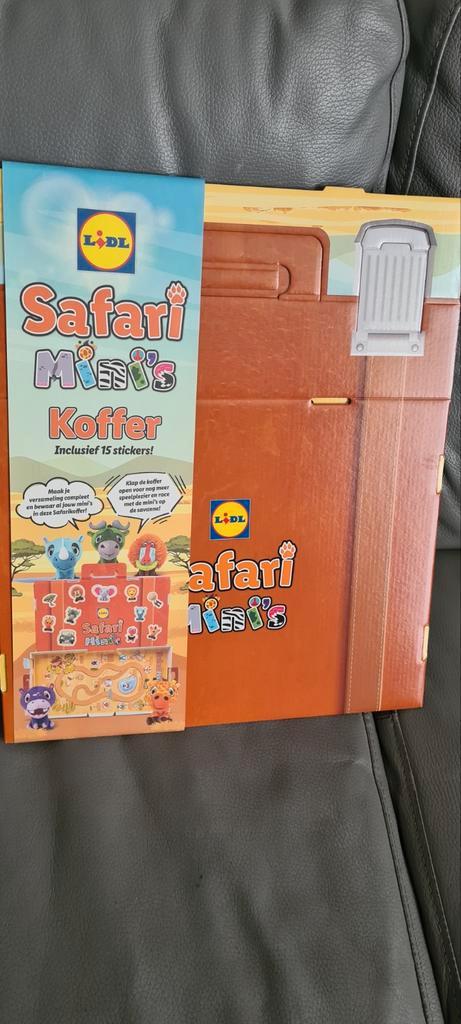 LIDL
Safari
Mini's
Koffer
Inclusief 15 stickers!
Maak je
verzameling compleet
en bewaar al jouw mini's
in deze Safarikoffer!
Klap de koffer
open voor nog meer
speelplezier en race
met de mini's op
de savanne!
LIDL
Safari
Mini's
LIDL
afari
Mini's